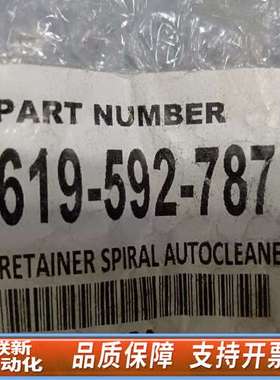 PART NUMBER
619-592-787
RETAINER SPIRAL AUTOCLEANE
联新
动化
品质保障 支持开票